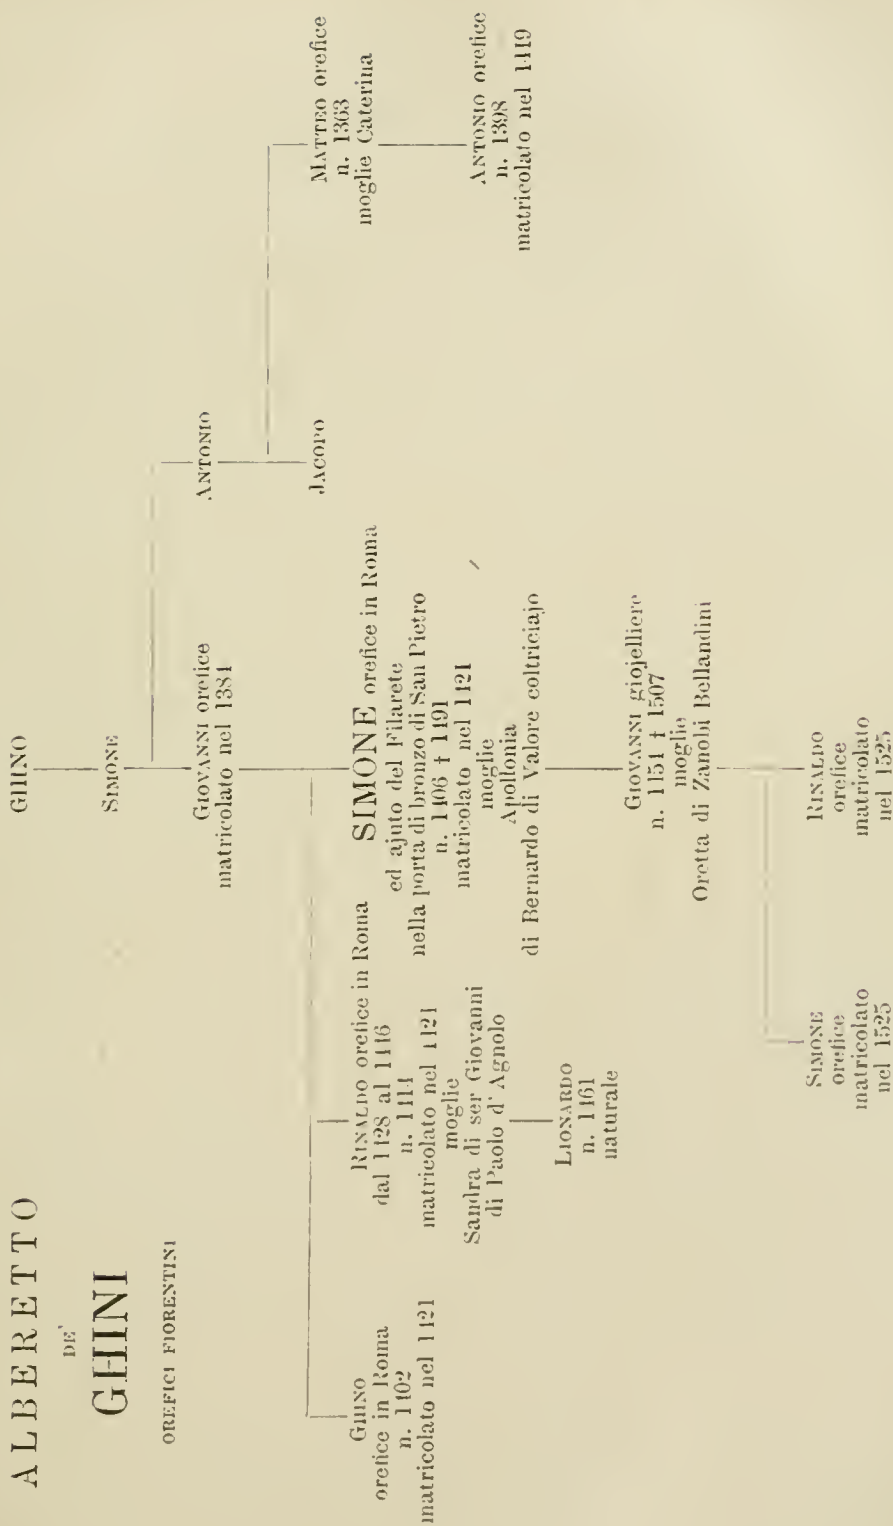 ALBERETTO
DE'
GHINI
OREFICI FIORENTINI
GHINO
SIMONE
GIOVANNI orefice
matricolato nel 1384
ANTONIO
GHINO
orefice in Roma
n. 1402
matricolato nel 1421
RINALDO orefice in Roma
dal 1428 al 1446
n. 1414
matricolato nel 1421
moglie
Sandra di ser Giovanni
di Paolo d'Agnolo
SIMONE orefice in Roma
ed ajuto del Filarete
nella porta di bronzo di San Pietro
n. 1406 † 1491
matricolato nel 1421
moglie
Apollonia
di Bernardo di Valore coltriciajo
JACOPO
MATTEO orefice
n. 1363
moglie Caterina
LIONARDO
n. 1461
naturale
GIOVANNI giojelliere
n. 1454 † 1507
moglie
Oretta di Zanobi Bellandini
ANTONIO orefice
n. 1398
matricolato nel 1419
SIMONE
orefice
matricolato
nel 1525
RINALDO
orefice
matricolato
nel 1525